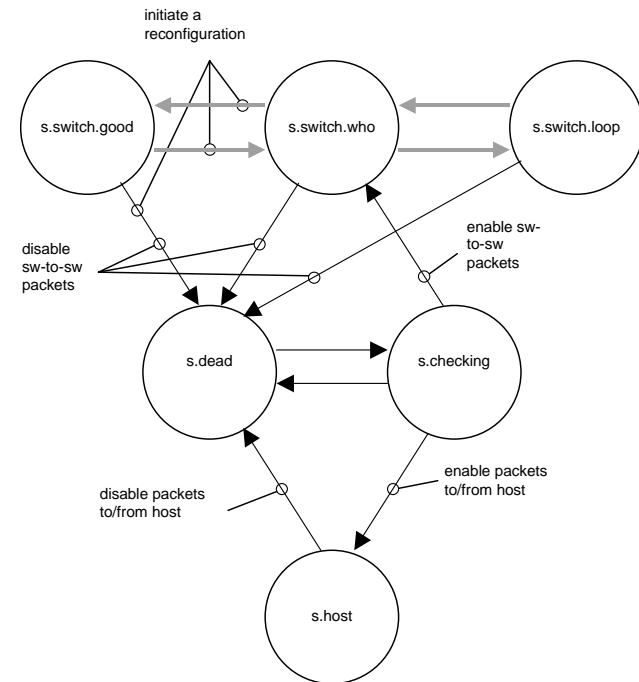 initiate a
reconfiguration
s.switch.good
s.switch.who
s.switch.loop
disable
sw-to-sw
packets
enable sw-
to-sw
packets
s.dead
s.checking
disable packets
to/from host
enable packets
to/from host
s.host